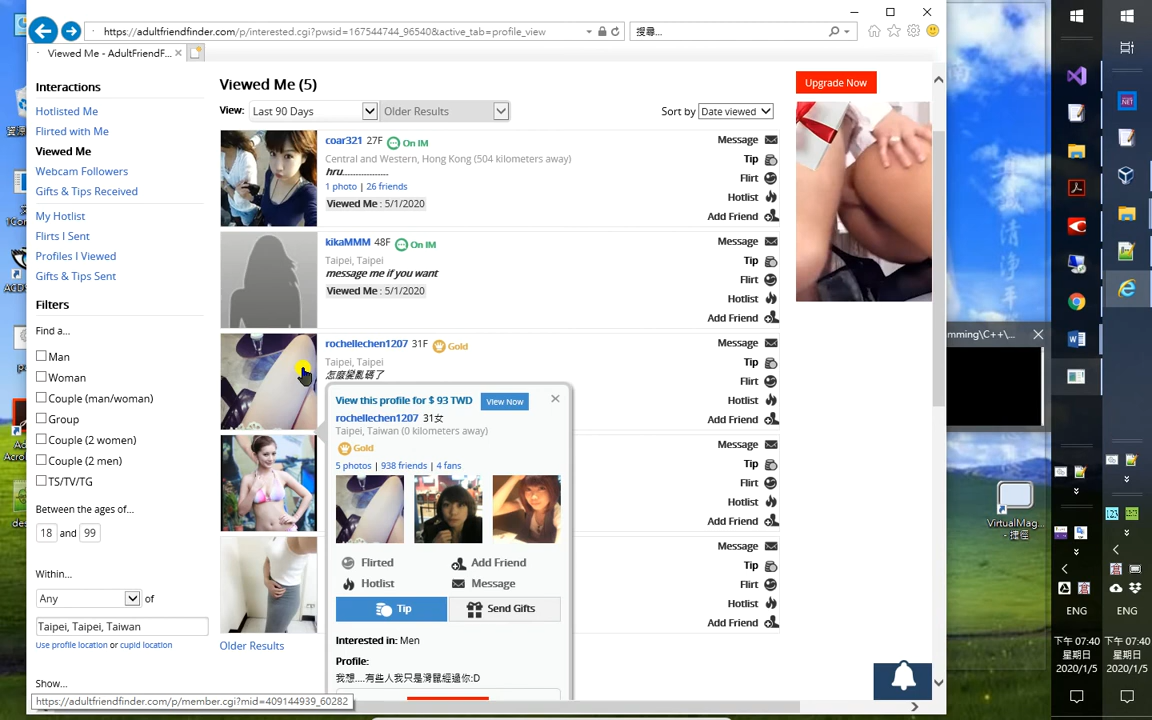 https://adultfriendfinder.com/p/interested.cgi?pwsid=167544744_96540&active_tab=profile_view
搜尋...
Viewed Me - AdultFriendF...
Interactions
Hotlisted Me
Flirted with Me
Viewed Me
Webcam Followers
Gifts & Tips Received
My Hotlist
Flirts I Sent
Profiles I Viewed
Gifts & Tips Sent
Filters
Find a...
Man
Woman
Couple (man/woman)
Group
Couple (2 women)
Couple (2 men)
TS/TV/TG
Between the ages of...
18 and 99
Within...
Any of
Taipei, Taipei, Taiwan
Use profile location or cupid location
Show...
https://adultfriendfinder.com/p/member.cgi?mid=409144939_60282
Viewed Me (5)
View: Last 90 Days Older Results
Sort by Date viewed
coar321 27F On IM
Central and Western, Hong Kong (504 kilometers away)
hru.................
1 photo | 26 friends
Viewed Me : 5/1/2020
Message
Tip
Flirt
Hotlist
Add Friend
kikaMMM 48F On IM
Taipei, Taipei
message me if you want
Viewed Me : 5/1/2020
Message
Tip
Flirt
Hotlist
Add Friend
rochellechen1207 31F Gold
Taipei, Taipei
怎麼變亂碼了
Message
Tip
Flirt
Hotlist
Add Friend
View this profile for $ 93 TWD View Now
rochellechen1207 31女
Taipei, Taiwan (0 kilometers away)
Gold
5 photos | 938 friends | 4 fans
Flirted
Add Friend
Hotlist
Message
Tip
Send Gifts
Interested in: Men
Profile:
我想....有些人我只是灣鼠經過你:D
Message
Tip
Flirt
Hotlist
Add Friend
Message
Tip
Flirt
Hotlist
Add Friend
Older Results
Upgrade Now
清淨平
mming\C++\...
VirtualMag...
- 捷徑
ENG
下午 07:40
星期日
2020/1/5
ENG
下午 07:40
星期日
2020/1/5